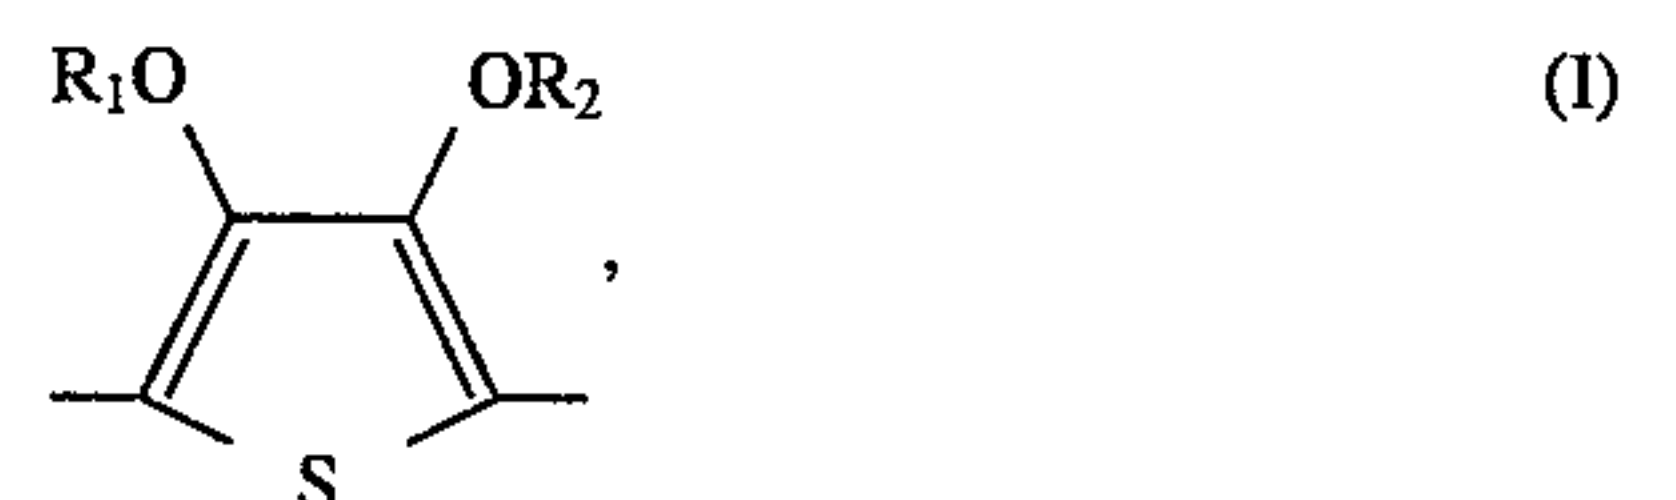 R₁O OR₂ (I)
,
S